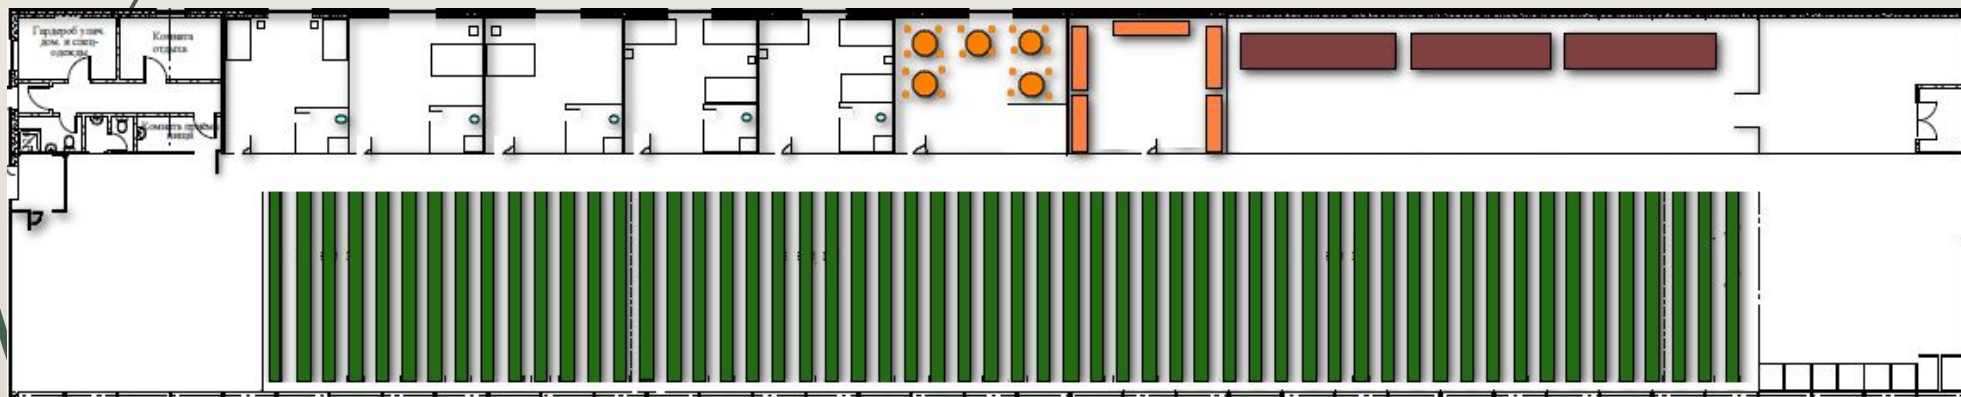 Гардероб улич.
дом. и спец-
одежды
Комната
отдыха
Комната приёма
пищи